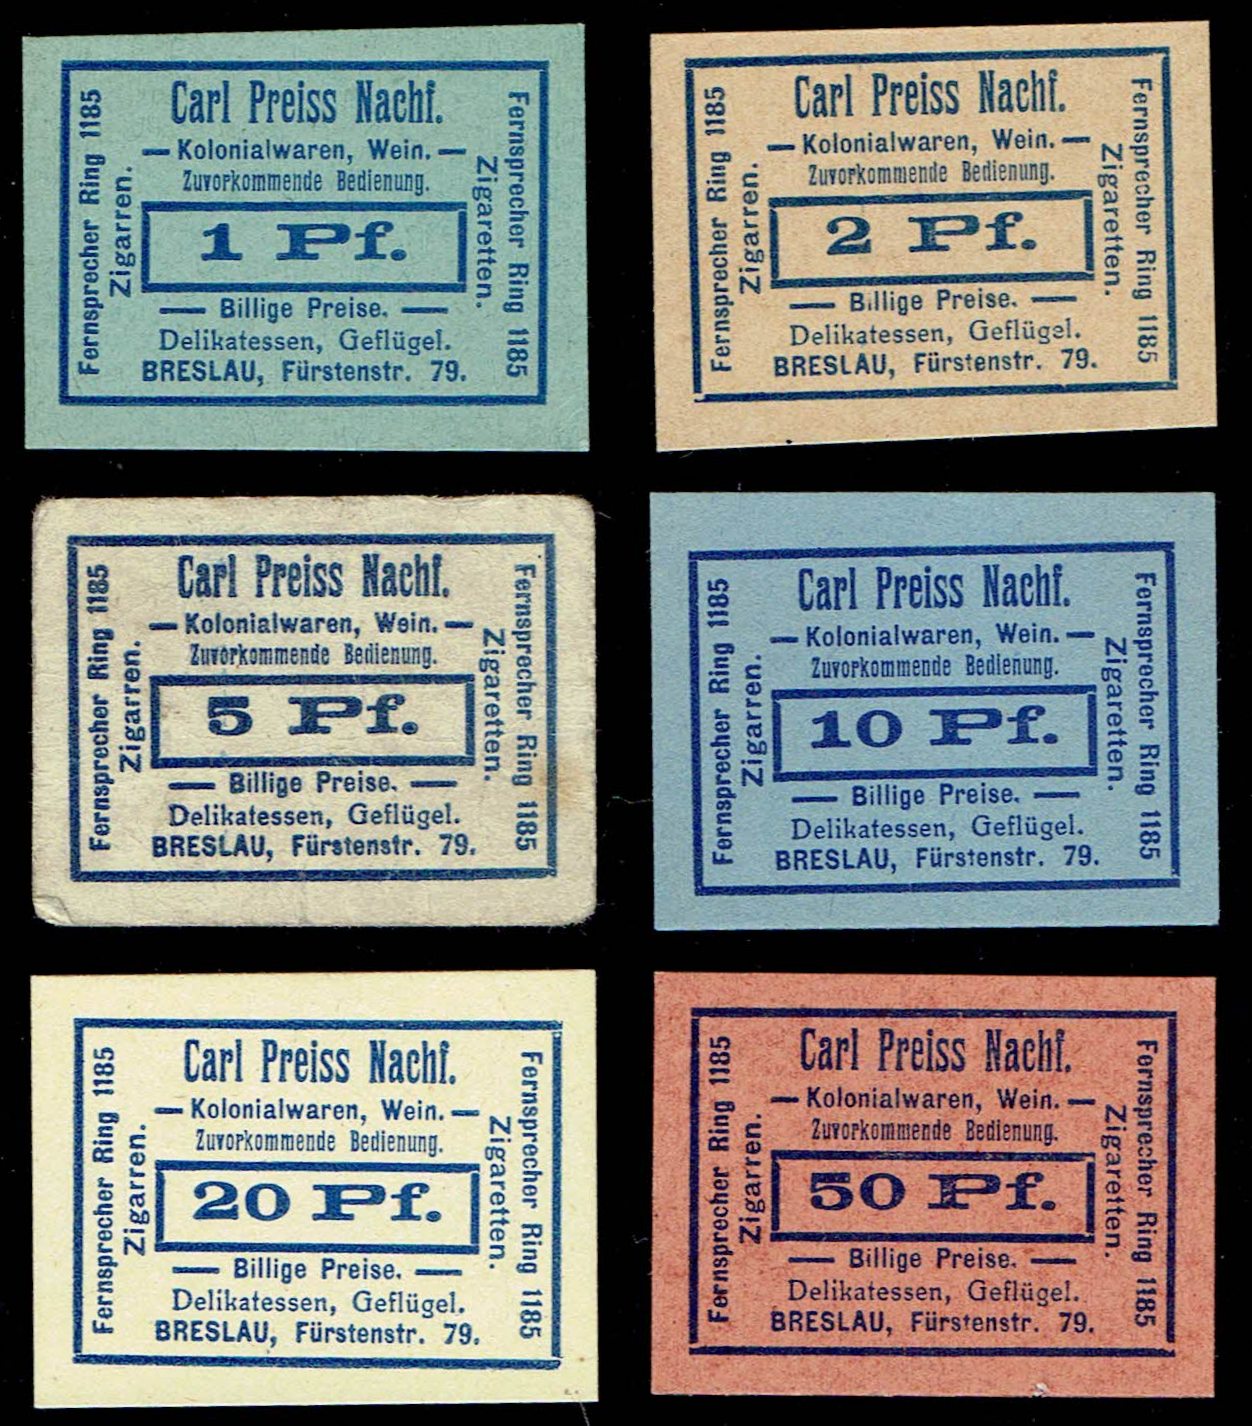 Carl Preiss Nachf.
— Kolonialwaren, Wein. —
Zuvorkommende Bedienung.
1 Pf.
— Billige Preise. —
Delikatessen, Geflügel.
BRESLAU, Fürstenstr. 79.
Fernsprecher Ring 1185
Zigarren.
Zigaretten.
Fernsprecher Ring 1185
Carl Preiss Nachf.
— Kolonialwaren, Wein. —
Zuvorkommende Bedienung.
2 Pf.
— Billige Preise. —
Delikatessen, Geflügel.
BRESLAU, Fürstenstr. 79.
Fernsprecher Ring 1185
Zigarren.
Zigaretten.
Fernsprecher Ring 1185
Carl Preiss Nachf.
— Kolonialwaren, Wein. —
Zuvorkommende Bedienung.
5 Pf.
— Billige Preise. —
Delikatessen, Geflügel.
BRESLAU, Fürstenstr. 79.
Fernsprecher Ring 1185
Zigarren.
Zigaretten.
Fernsprecher Ring 1185
Carl Preiss Nachf.
— Kolonialwaren, Wein. —
Zuvorkommende Bedienung.
10 Pf.
— Billige Preise. —
Delikatessen, Geflügel.
BRESLAU, Fürstenstr. 79.
Fernsprecher Ring 1185
Zigarren.
Zigaretten.
Fernsprecher Ring 1185
Carl Preiss Nachf.
— Kolonialwaren, Wein. —
Zuvorkommende Bedienung.
20 Pf.
— Billige Preise. —
Delikatessen, Geflügel.
BRESLAU, Fürstenstr. 79.
Fernsprecher Ring 1185
Zigarren.
Zigaretten.
Fernsprecher Ring 1185
Carl Preiss Nachf.
— Kolonialwaren, Wein. —
Zuvorkommende Bedienung.
50 Pf.
— Billige Preise. —
Delikatessen, Geflügel.
BRESLAU, Fürstenstr. 79.
Fernsprecher Ring 1185
Zigarren.
Zigaretten.
Fernsprecher Ring 1185